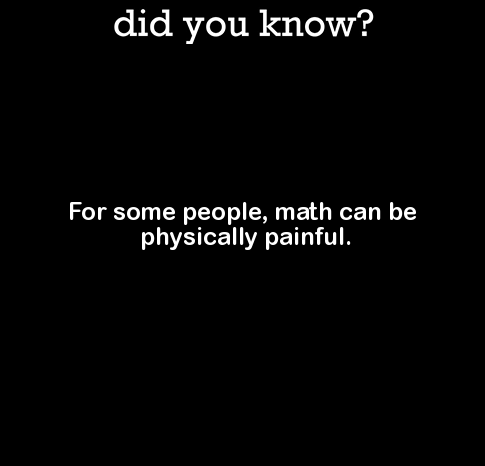 did you know?
For some people, math can be
physically painful.